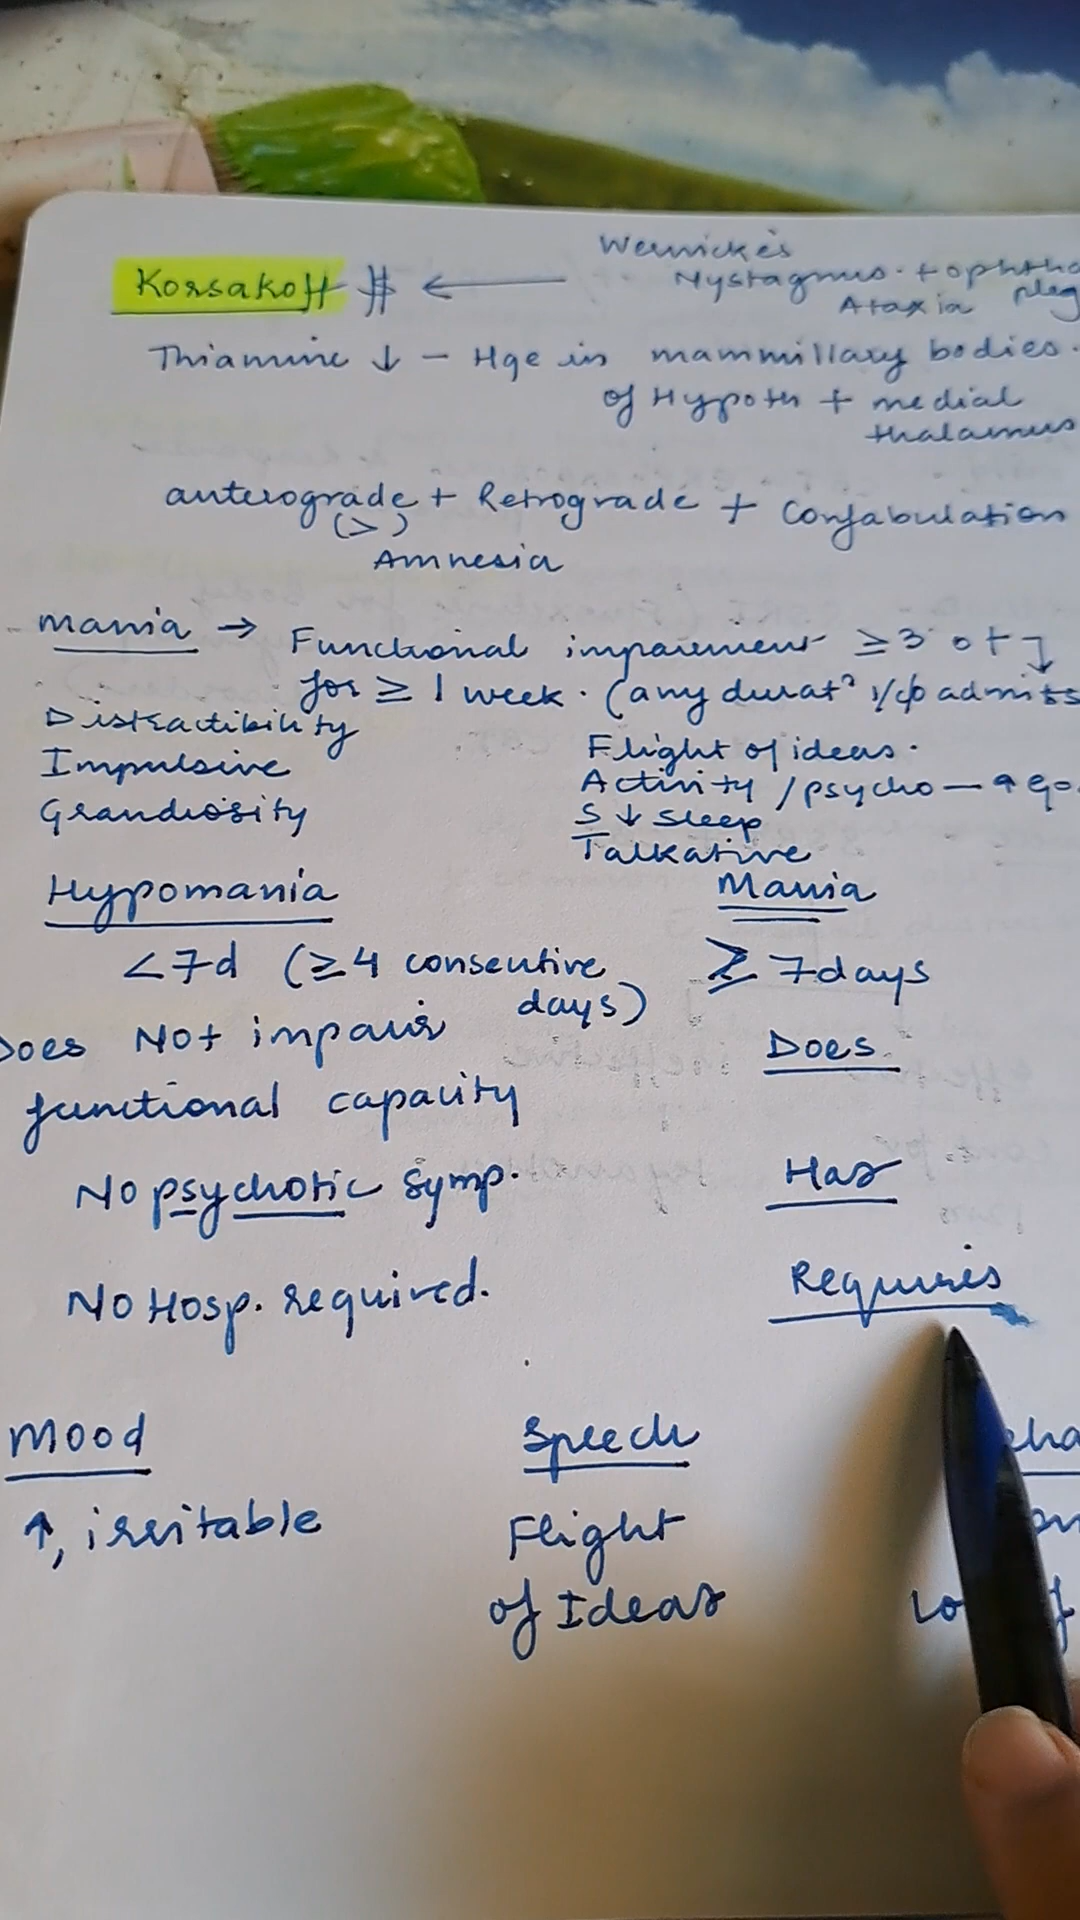 Wernicke's
Korsakoff # ← Nystagmus + ophtha
Ataxia pleg
Thiamine ↓ - Hge in mammillary bodies.
of Hypoth + medial
thalamus
anterograde + Retrograde + Confabulation
(>)
Amnesia
mania → Functional impairment ≥3 of
for ≥ 1 week. (any durat^n admits
Distractibility
Impulsive
Grandiosity
Flight of ideas.
Activity / psycho — ↑
S ↓ Sleep
Talkative
Hypomania Mania
<7d (≥4 consecutive ≥ 7days
days)
Does Not impair Does
functional capacity
No psychotic symp. Has
No Hosp. required. Requires
Mood Speech
↑, irritable Flight
of Ideas